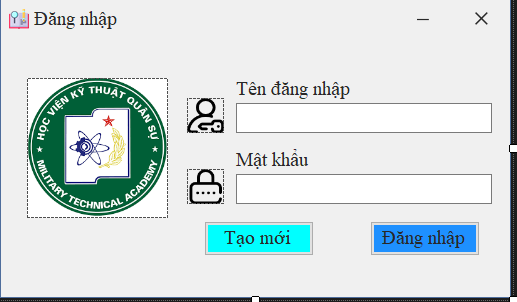 Đăng nhập
HỌC VIỆN KỸ THUẬT QUÂN SỰ
MILITARY TECHNICAL ACADEMY
Tên đăng nhập
Mật khẩu
Tạo mới
Đăng nhập